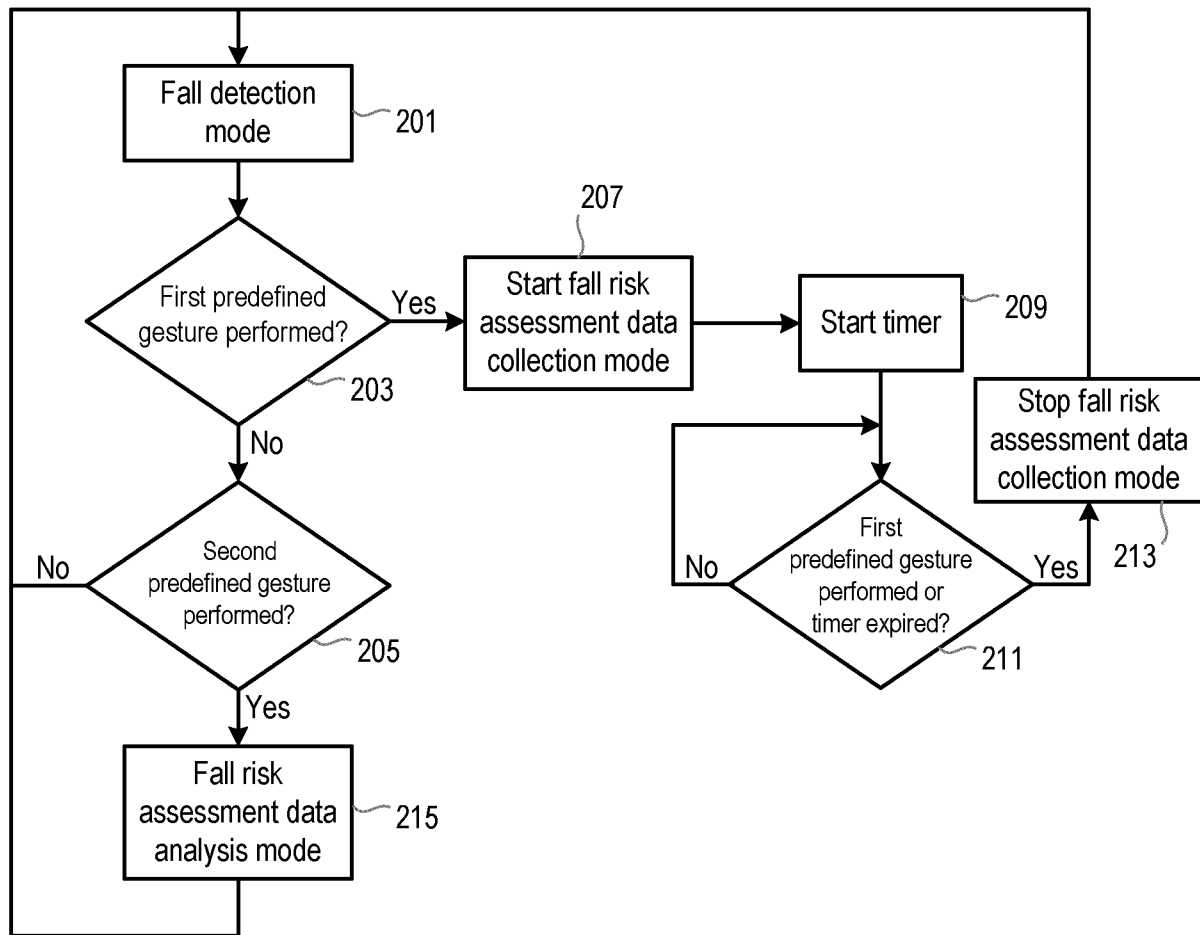 Fall detection
mode
201
First predefined
gesture performed?
203
Yes
No
207
Start fall risk
assessment data
collection mode
Start timer
209
Second
predefined gesture
performed?
205
No
Yes
First
predefined gesture
performed or
timer expired?
211
No
Yes
Stop fall risk
assessment data
collection mode
213
Fall risk
assessment data
analysis mode
215